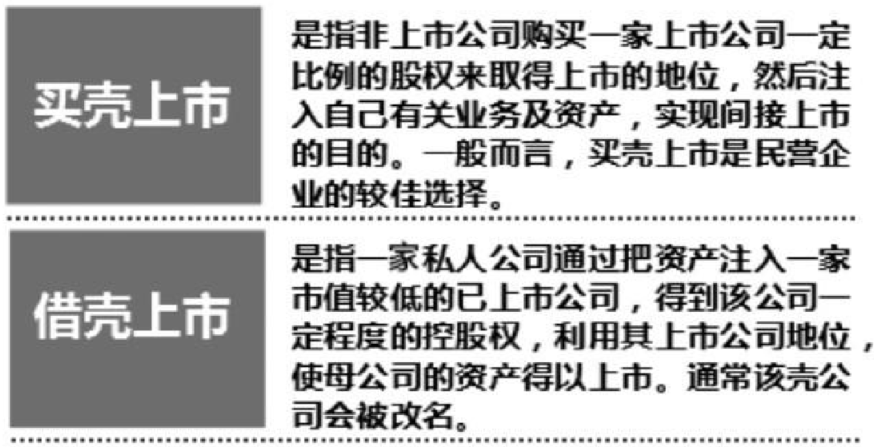 买壳上市
是指非上市公司购买一家上市公司一定
比例的股权来取得上市的地位，然后注
入自己有关业务及资产，实现间接上市
的目的。一般而言，买壳上市是民营企
业的较佳选择。
借壳上市
是指一家私人公司通过把资产注入一家
市值较低的已上市公司，得到该公司一
定程度的控股权，利用其上市公司地位，
使母公司的资产得以上市。通常该壳公
司会被改名。